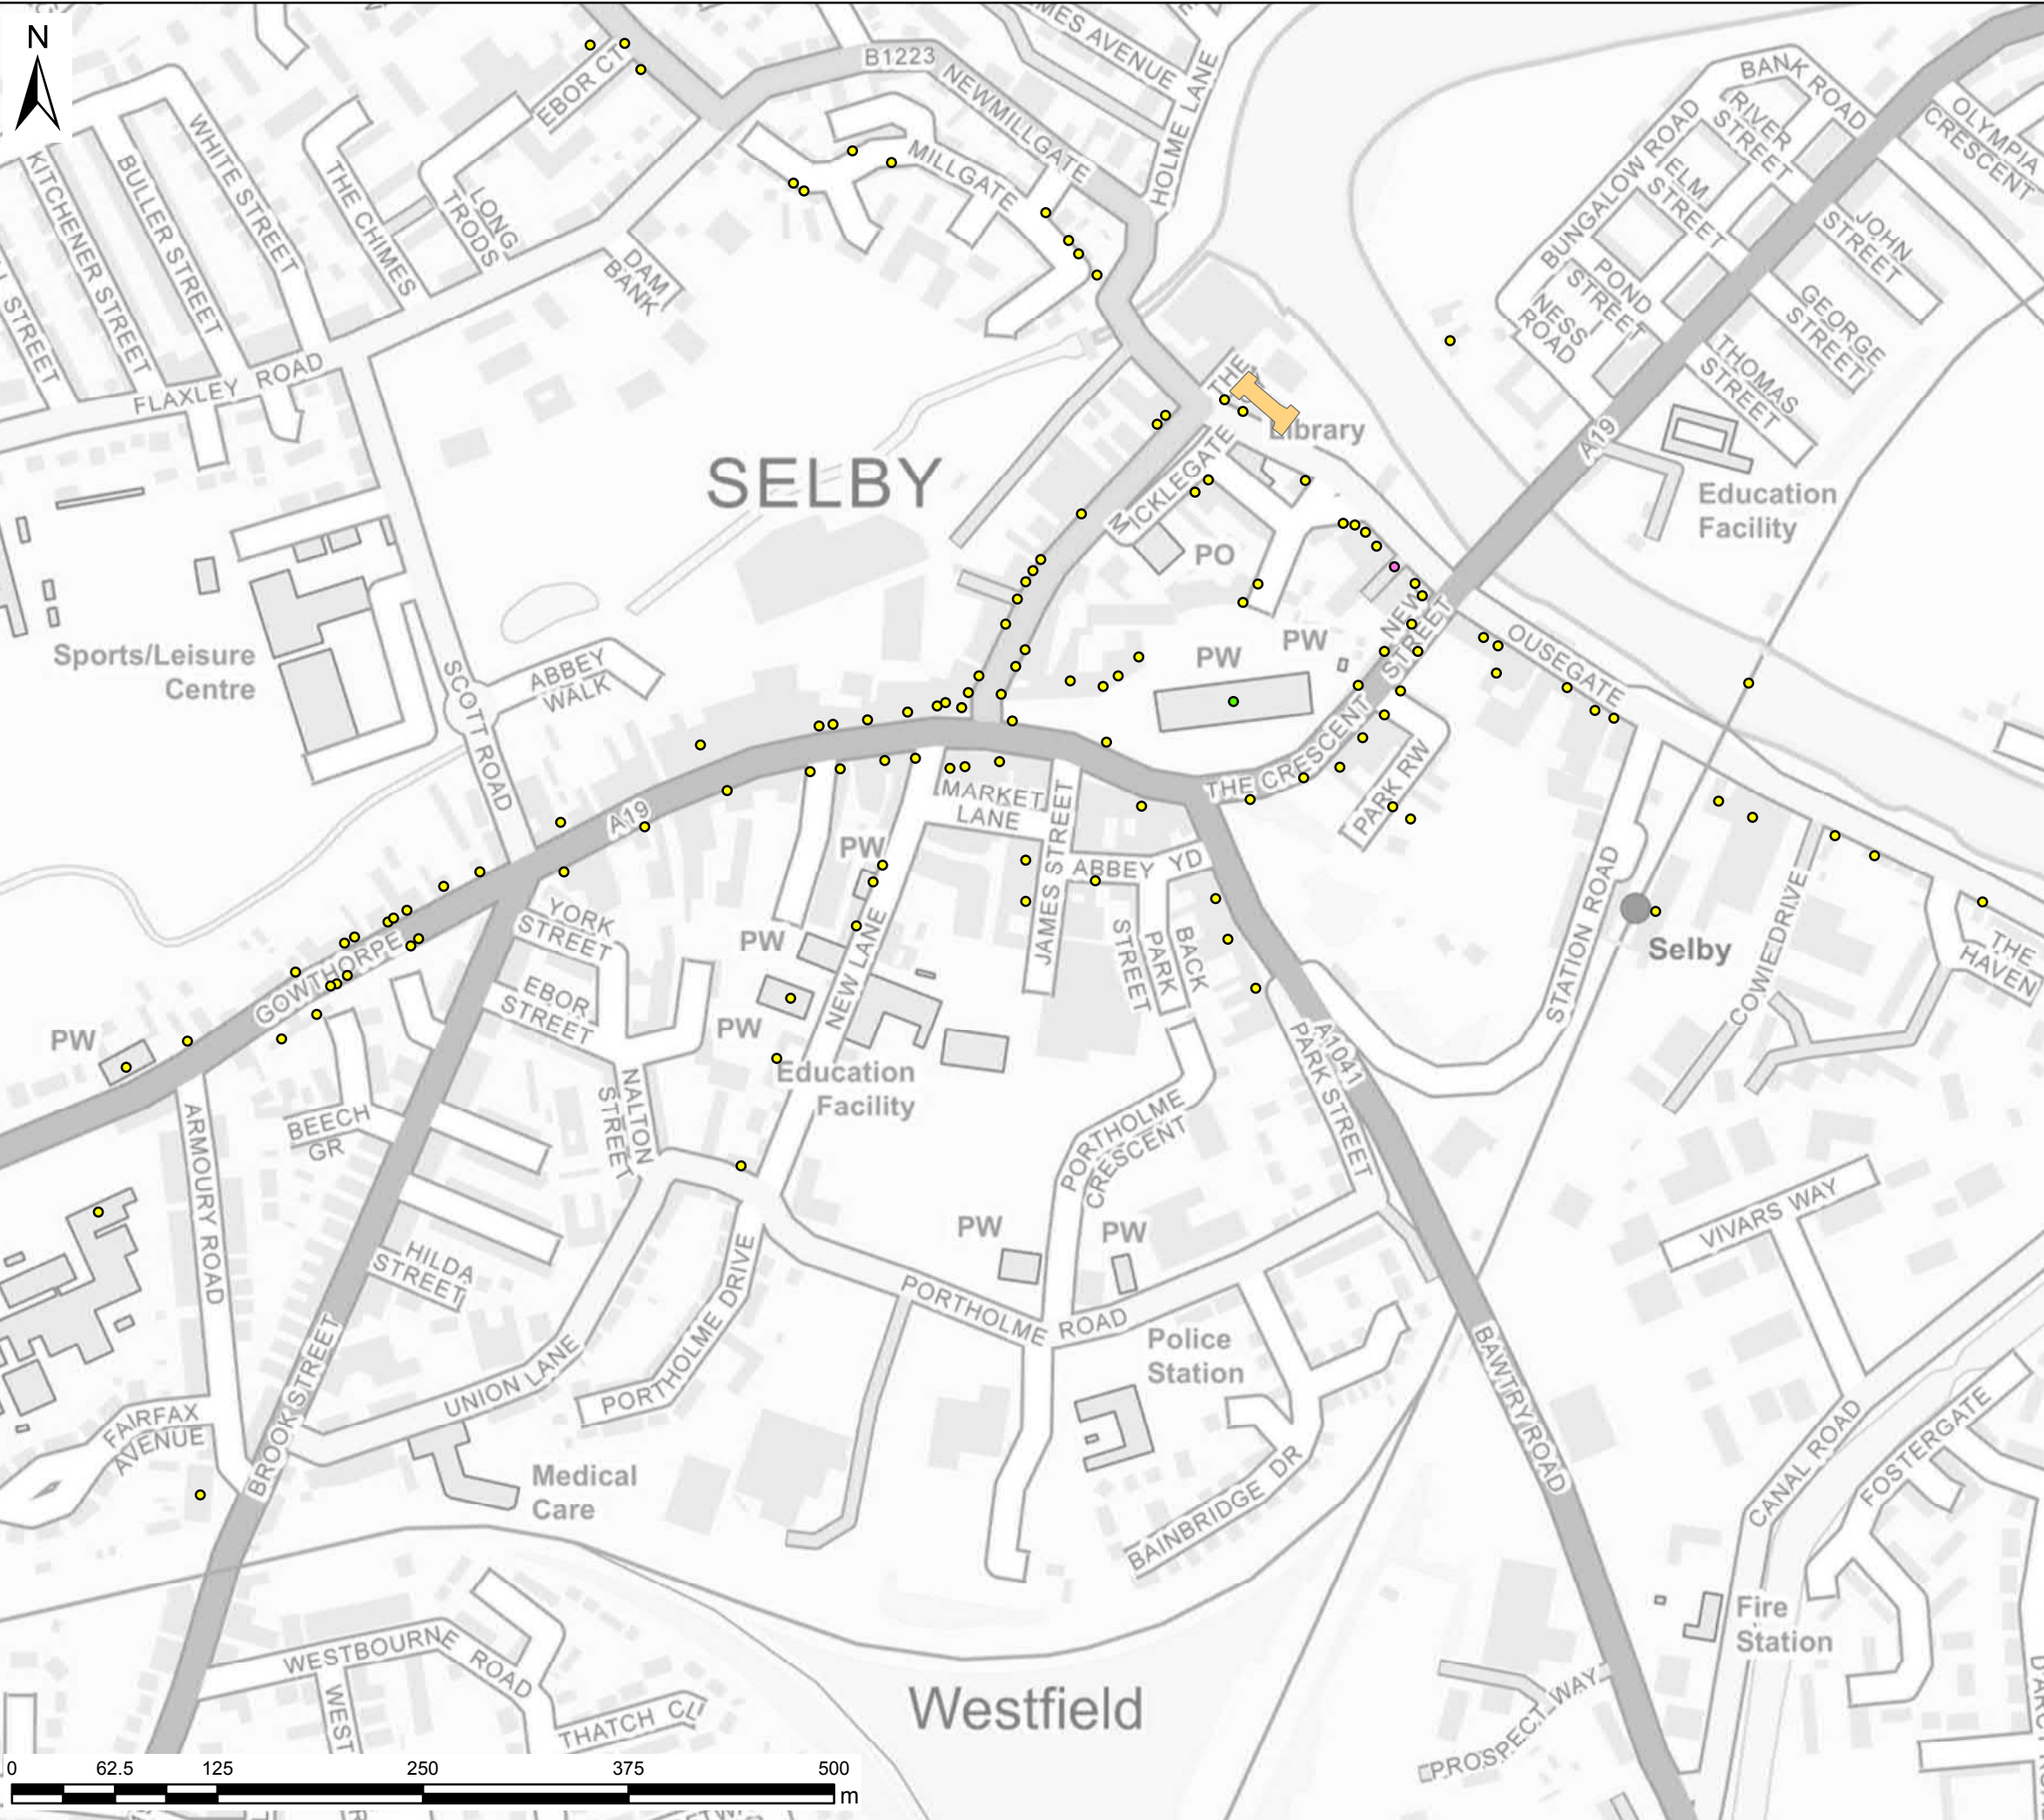 N
MES AVENUE
HOLME LANE
B1223
NEWMILLGATE
EBOR CT
MILLGATE
BANK ROAD
OLYMPIA
CRESCENT
RIVER
STREET
ELM
STREET
BUNGALOW ROAD
JOHN
STREET
POND
STREET
NESS
ROAD
GEORGE
STREET
THOMAS
STREET
WHITE STREET
THE CHIMES
BULLER STREET
KITCHENER STREET
STREET
LONG
TRODS
DAM
BANK
FLAXLEY ROAD
THE
Library
MICKLEGATE
SELBY
A19
Education
Facility
PO
PW
PW
NEW
STREET
OUSEGATE
Sports/Leisure
Centre
SCOTT ROAD
ABBEY
WALK
THE CRESCENT
PARK RW
MARKET
LANE
A19
PW
JAMES STREET
ABBEY YD
STATION ROAD
Selby
COWIEDRIVE
THE
HAVEN
YORK
STREET
PW
NEW LANE
BACK
PARK
STREET
GOWTHORPE
EBOR
STREET
PW
PW
Education
Facility
A1041
PARK STREET
NALTON
STREET
BEECH
GR
ARMOURY ROAD
PORTHOLME
CRESCENT
VIVARS WAY
HILDA
STREET
PW
PW
PORTHOLME DRIVE
PORTHOLME ROAD
Police
Station
UNION LANE
BROOK STREET
FAIRFAX
AVENUE
BAWTRY ROAD
CANAL ROAD
FOSTERGATE
Medical
Care
BAINBRIDGE DR
Fire
Station
WESTBOURNE ROAD
WEST
THATCH CL
Westfield
PROSPECT WAY
0 62.5 125 250 375 500
m